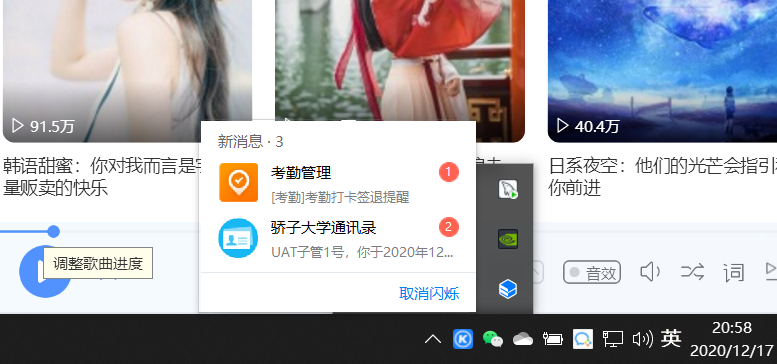 91.5万
40.4万
韩语甜蜜：你对我而言是
量贩卖的快乐
日系夜空：他们的光芒会指引
你前进
新消息 · 3
考勤管理
1
[考勤]考勤打卡签退提醒
骄子大学通讯录
2
UAT子管1号，你于2020年12...
取消闪烁
调整歌曲进度
音效
词
英
20:58
2020/12/17